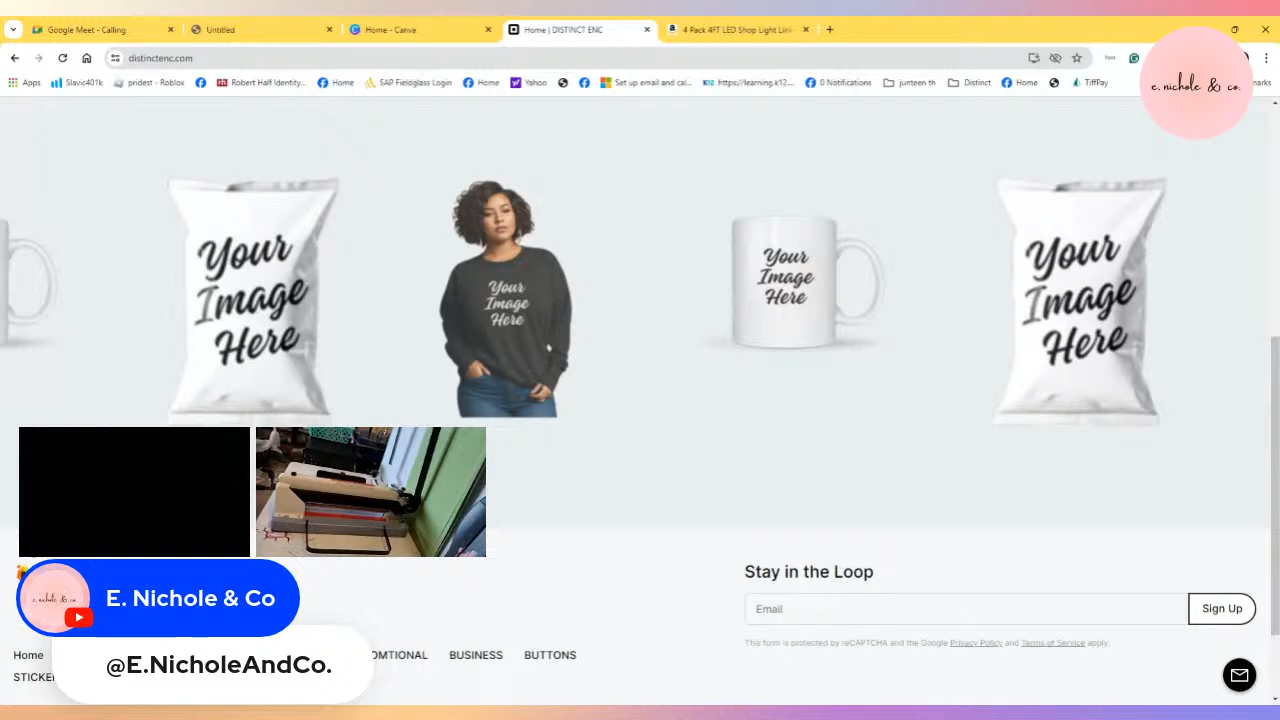 Google Meet - Calling
Untitled
Home - Canva
Home | DISTINCT ENC
4 Pack 4FT LED Shop Light Link
distinctenc.com
Apps
Slavic401k
pridest - Roblox
Robert Half Identity...
Home
SAP Fieldglass Login
Home
Yahoo
Set up email and cal...
https://learning.k12...
0 Notifications
junteen th
Distinct
Home
TiffPay
e. nichole & co.
Your
Image
Here
Your
Image
Here
Your
Image
Here
Your
Image
Here
Stay in the Loop
Email
Sign Up
This form is protected by reCAPTCHA and the Google Privacy Policy and Terms of Service apply.
E. Nichole & Co
@E.NicholeAndCo.
Home
OMTIONAL
BUSINESS
BUTTONS
STICKE